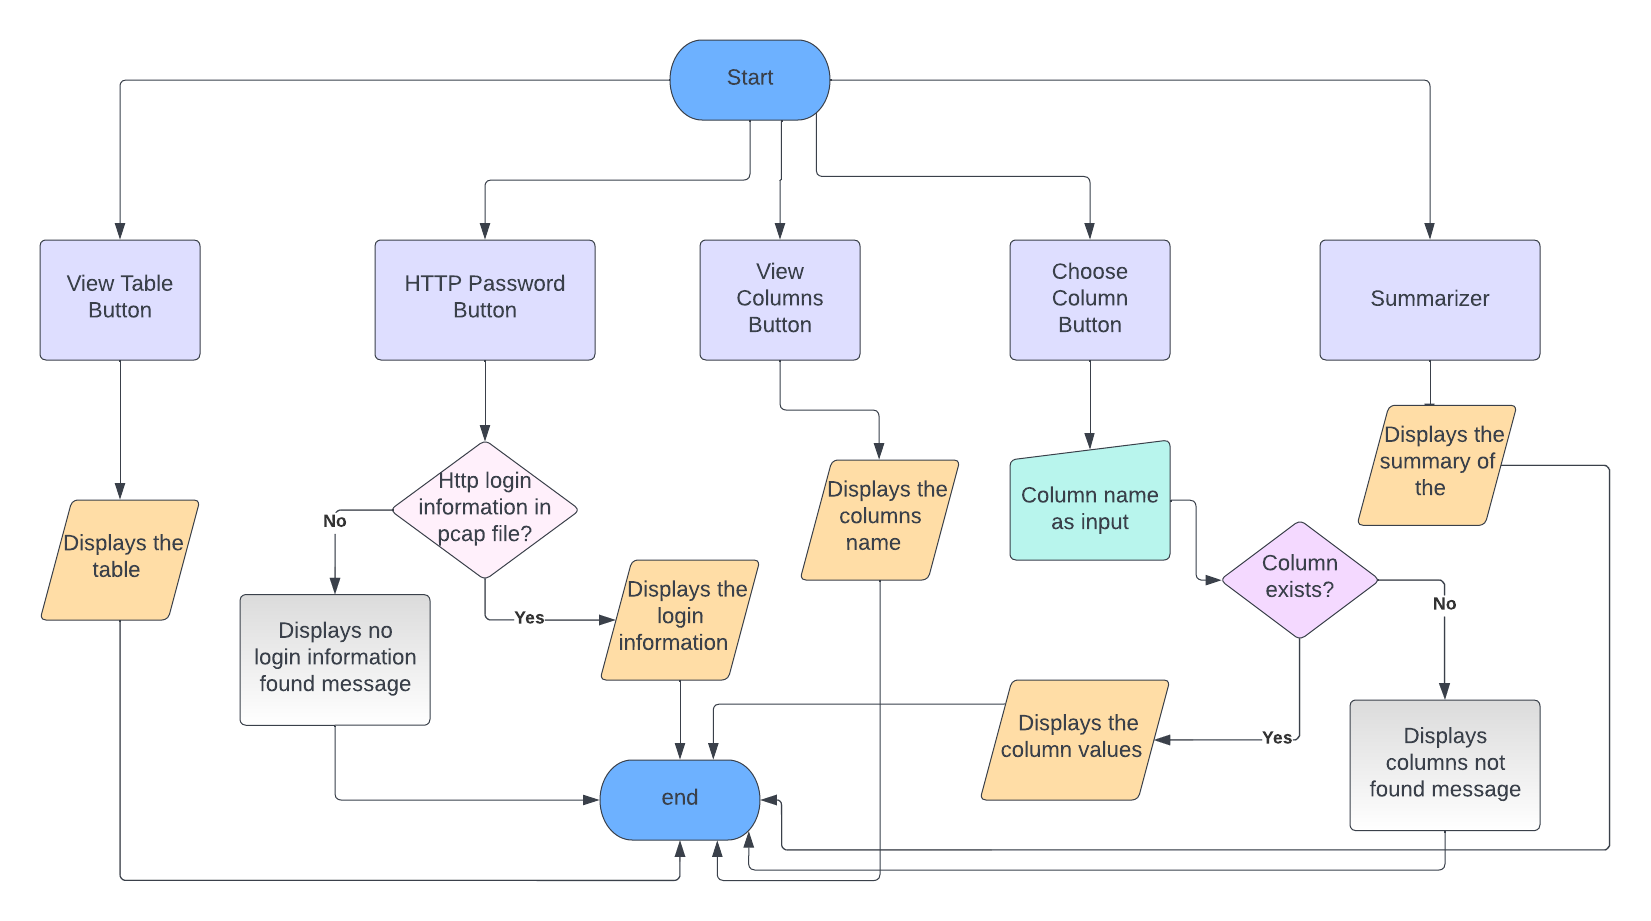 Start
View Table
Button
HTTP Password
Button
View
Columns
Button
Choose
Column
Button
Summarizer
Displays the
table
Http login
information in
pcap file?
No
Yes
Displays no
login information
found message
Displays the
login
information
Displays the
columns
name
Column name
as input
Column
exists?
No
Yes
Displays the
column values
Displays
columns not
found message
Displays the
summary of
the
end